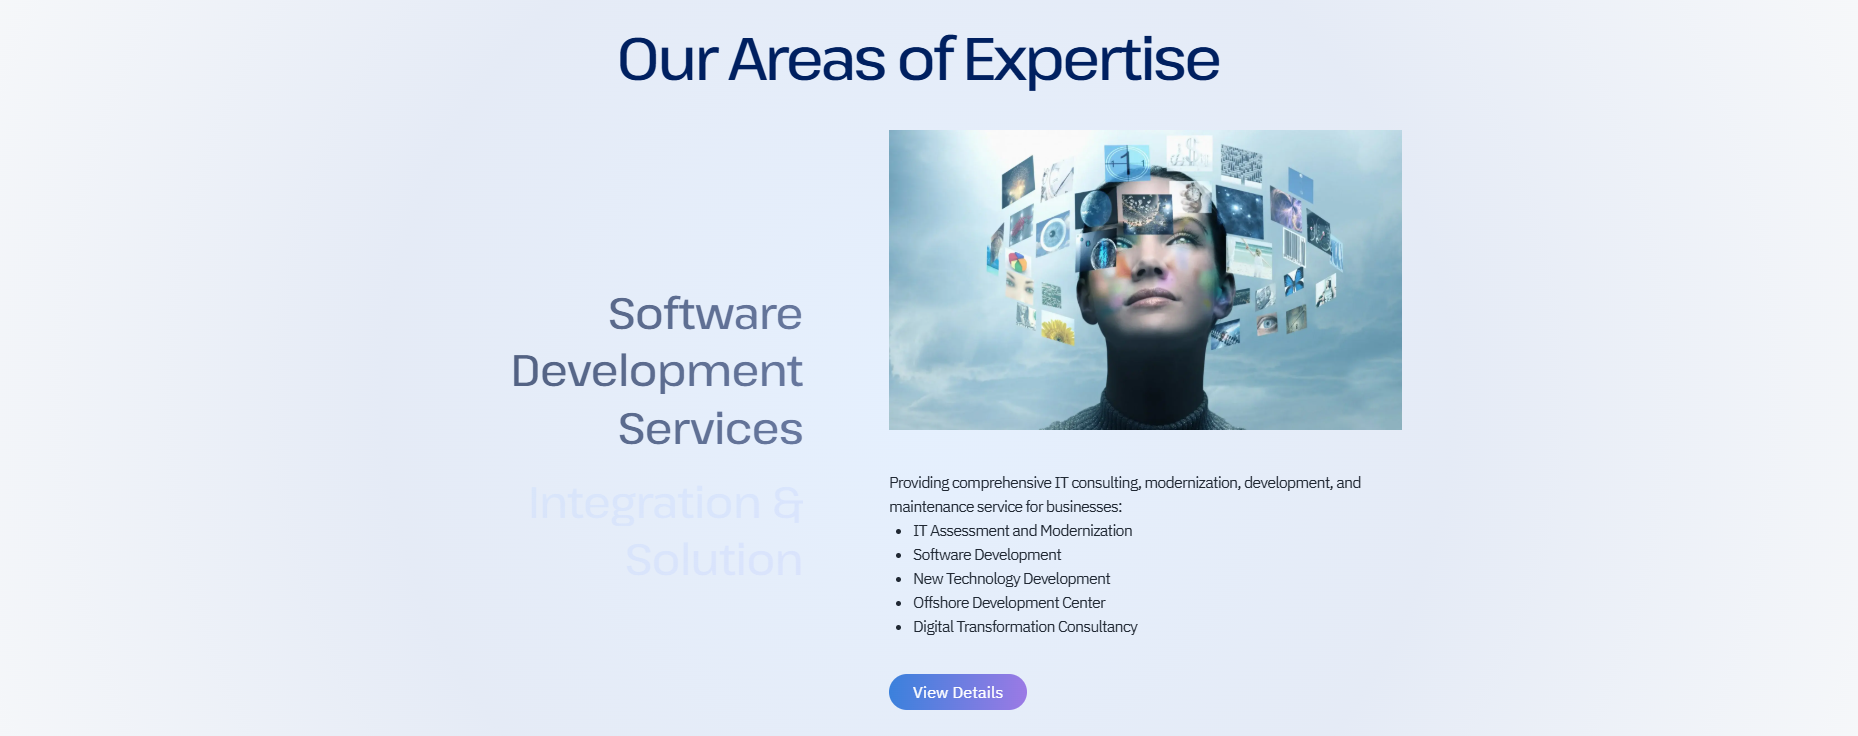 Our Areas of Expertise
Software
Development
Services
Integration &
Solution
Providing comprehensive IT consulting, modernization, development, and
maintenance service for businesses:
• IT Assessment and Modernization
• Software Development
• New Technology Development
• Offshore Development Center
• Digital Transformation Consultancy
View Details